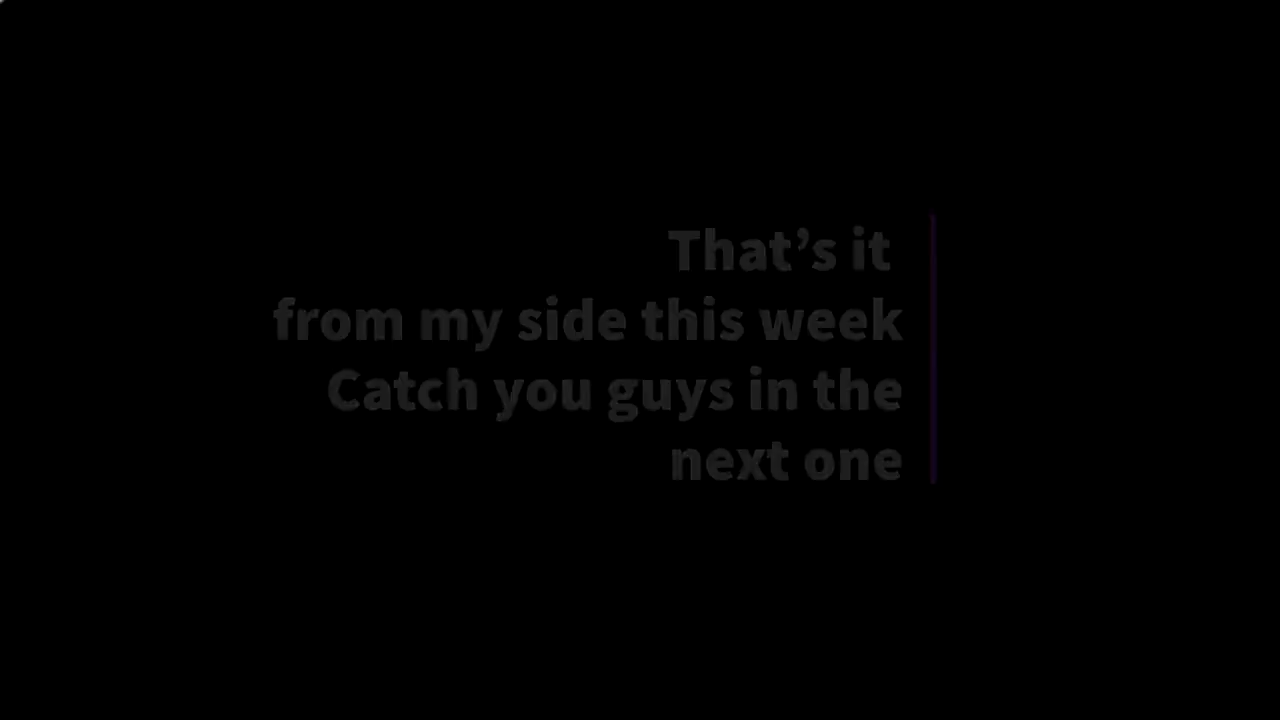 That’s it
from my side this week
Catch you guys in the
next one